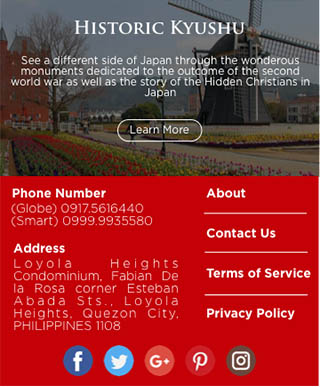 Historic Kyushu
See a different side of Japan through the wonderous
monuments dedicated to the outcome of the second
world war as well as the story of the Hidden Christians in
Japan
Learn More
Phone Number
(Globe) 0917.5616440
(Smart) 0999.9935580
Address
Loyola Heights
Condominium, Fabian De
la Rosa corner Esteban
Abada Sts., Loyola
Heights, Quezon City,
PHILIPPINES 1108
About
Contact Us
Terms of Service
Privacy Policy